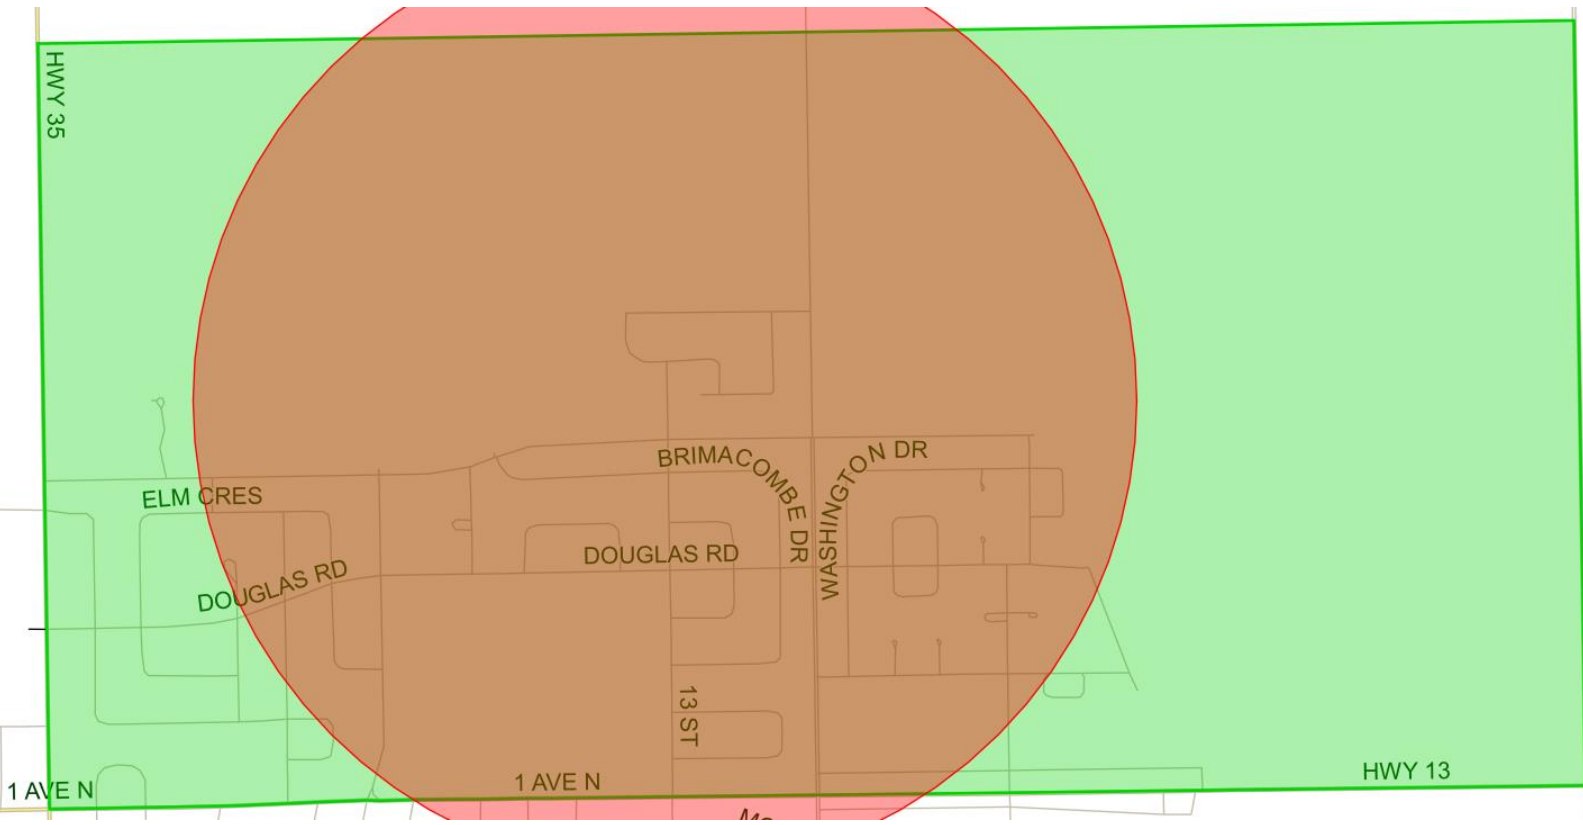 HWY 35
BRIMACOMBE DR
WASHINGTON DR
ELM CRES
DOUGLAS RD
DOUGLAS RD
13 ST
1 AVE N
1 AVE N
HWY 13